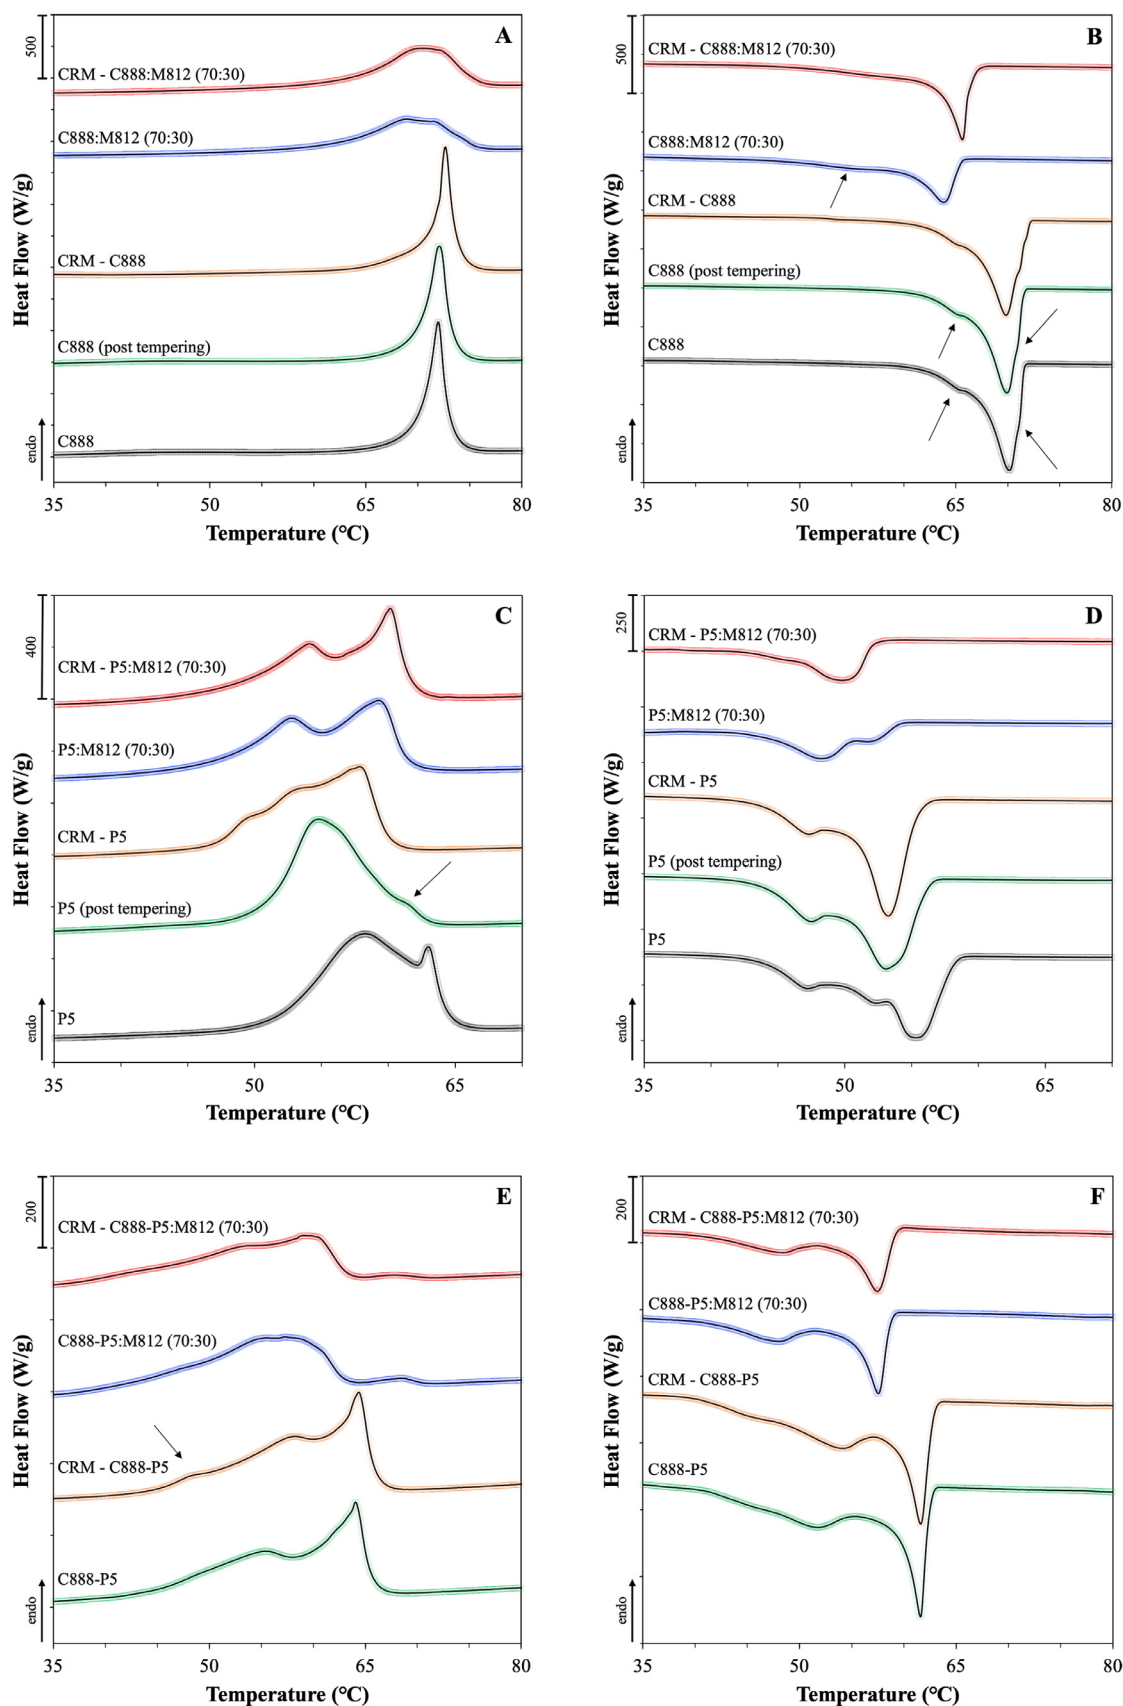 A
500
CRM - C888:M812 (70:30)
C888:M812 (70:30)
CRM - C888
C888 (post tempering)
C888
endo
Heat Flow (W/g)
35 50 65 80
Temperature (°C)
B
500
CRM - C888:M812 (70:30)
C888:M812 (70:30)
CRM - C888
C888 (post tempering)
C888
endo
Heat Flow (W/g)
35 50 65 80
Temperature (°C)
C
400
CRM - P5:M812 (70:30)
P5:M812 (70:30)
CRM - P5
P5 (post tempering)
P5
endo
Heat Flow (W/g)
35 50 65
Temperature (°C)
D
250
CRM - P5:M812 (70:30)
P5:M812 (70:30)
CRM - P5
P5 (post tempering)
P5
endo
Heat Flow (W/g)
35 50 65
Temperature (°C)
E
200
CRM - C888-P5:M812 (70:30)
C888-P5:M812 (70:30)
CRM - C888-P5
C888-P5
endo
Heat Flow (W/g)
35 50 65 80
Temperature (°C)
F
200
CRM - C888-P5:M812 (70:30)
C888-P5:M812 (70:30)
CRM - C888-P5
C888-P5
endo
Heat Flow (W/g)
35 50 65 80
Temperature (°C)